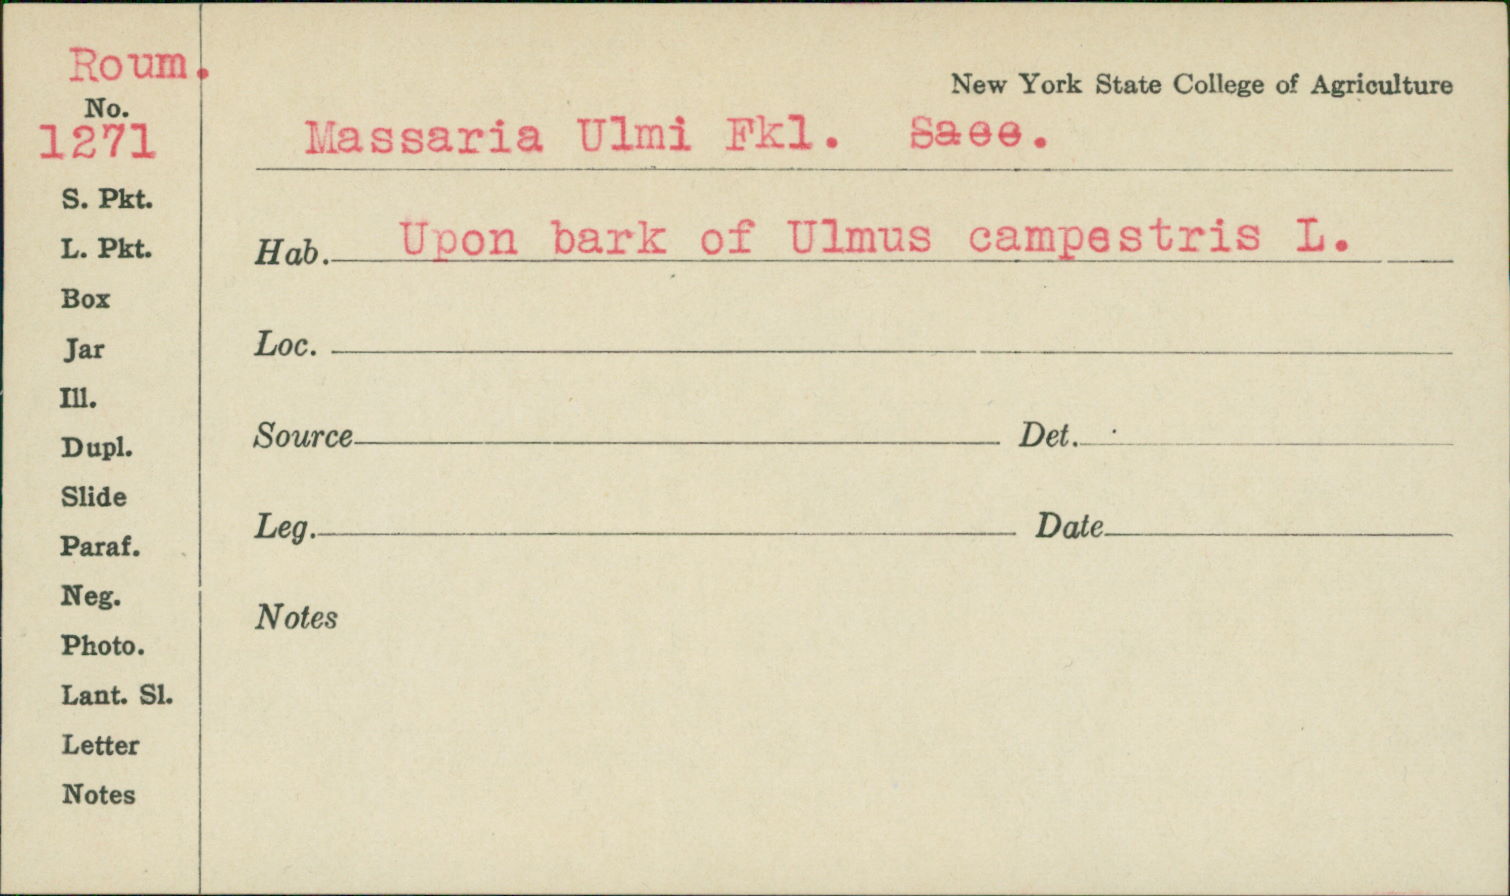 Roum.
New York State College of Agriculture
No.
1271
Massaria Ulmi Fkl. Sacc.
S. Pkt.
Hab. Upon bark of Ulmus campestris L.
L. Pkt.
Box
Loc.
Jar
Ill.
Source Det.
Dupl.
Slide
Leg. Date
Paraf.
Neg.
Notes
Photo.
Lant. Sl.
Letter
Notes